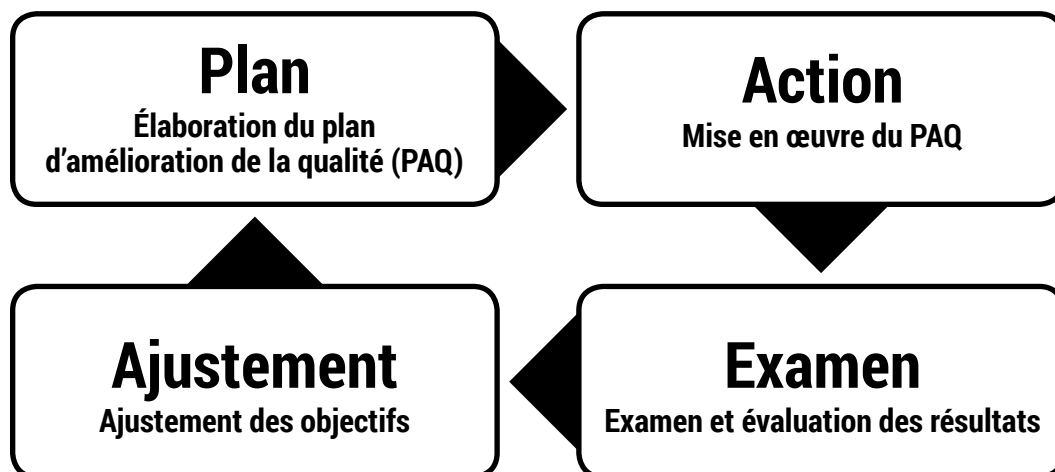 Plan
Élaboration du plan
d’amélioration de la qualité (PAQ)
Action
Mise en œuvre du PAQ
Ajustement
Ajustement des objectifs
Examen
Examen et évaluation des résultats